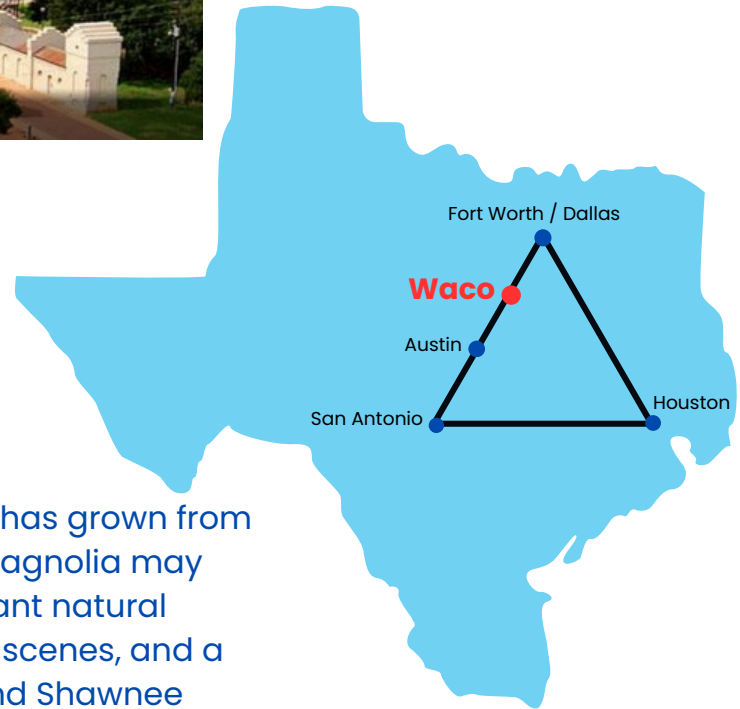 Fort Worth / Dallas
Waco
Austin
San Antonio
Houston
has grown from
agnolia may
ant natural
scenes, and a
nd Shawnee